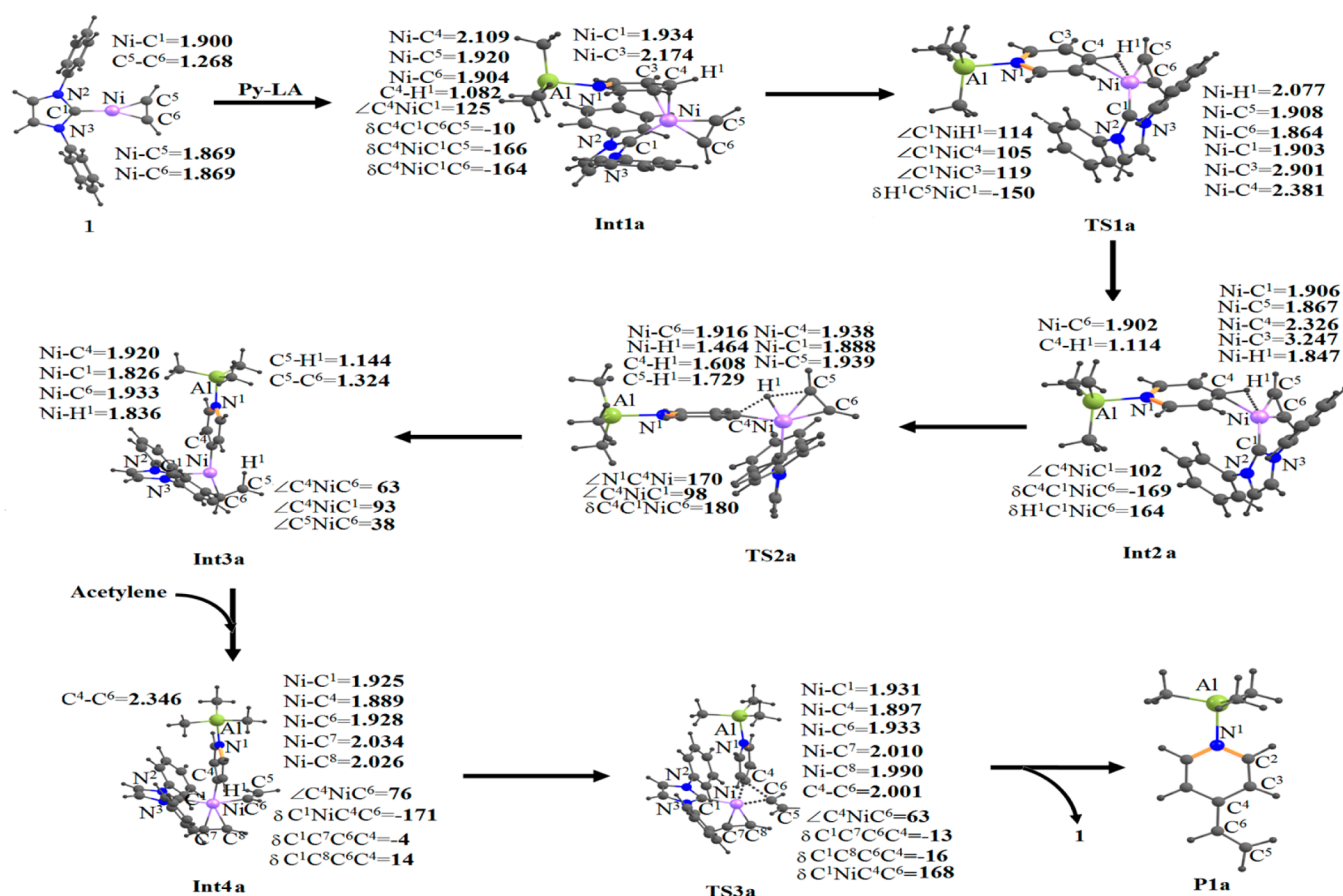 Ni-C¹=1.900
C⁵-C⁶=1.268
N²
C¹
Ni
C⁵
C⁶
N³
Ni-C⁵=1.869
Ni-C⁶=1.869
1
Py-LA
Ni-C⁴=2.109
Ni-C⁵=1.920
Ni-C⁶=1.904
C⁴-H¹=1.082
∠C⁴NiC¹=125
δC⁴C¹C⁶C⁵=-10
δC⁴NiC¹C⁵=-166
δC⁴NiC¹C⁶=-164
Ni-C¹=1.934
Ni-C³=2.174
Al
N¹
C³
C⁴
H¹
Ni
C⁵
C⁶
N²
C¹
N³
Int1a
C³
C⁴
H¹
C⁵
C⁶
Al
N¹
Ni
C¹
N²
N³
∠C¹NiH¹=114
∠C¹NiC⁴=105
∠C¹NiC³=119
δH¹C⁵NiC¹=-150
Ni-H¹=2.077
Ni-C⁵=1.908
Ni-C⁶=1.864
Ni-C¹=1.903
Ni-C³=2.901
Ni-C⁴=2.381
TS1a
Ni-C⁴=1.920
Ni-C¹=1.826
Ni-C⁶=1.933
Ni-H¹=1.836
C⁵-H¹=1.144
C⁵-C⁶=1.324
Al
N¹
C⁴
Ni
N²
C¹
H¹
N³
C⁵
C⁶
∠C⁴NiC⁶=63
∠C⁴NiC¹=93
∠C⁵NiC⁶=38
Int3a
Ni-C⁶=1.916
Ni-H¹=1.464
C⁴-H¹=1.608
C⁵-H¹=1.729
Ni-C⁴=1.938
Ni-C¹=1.888
Ni-C⁵=1.939
H¹
C⁵
C⁶
Al
N¹
C⁴
Ni
∠N¹C⁴Ni=170
∠C⁴NiC¹=98
δC⁴C¹NiC⁶=180
TS2a
Ni-C⁶=1.902
C⁴-H¹=1.114
Ni-C¹=1.906
Ni-C⁵=1.867
Ni-C⁴=2.326
Ni-C³=3.247
Ni-H¹=1.847
C⁴
H¹
C⁵
C⁶
Al
N¹
Ni
C¹
N²
N³
∠C⁴NiC¹=102
δC⁴C¹NiC⁶=-169
δH¹C¹NiC⁶=164
Int2a
Acetylene
C⁴-C⁶=2.346
Ni-C¹=1.925
Ni-C⁴=1.889
Ni-C⁶=1.928
Ni-C⁷=2.034
Ni-C⁸=2.026
Al
N¹
N²
C⁴
H¹
C⁵
C¹
Ni
C⁶
N³
C⁷
C⁸
∠C⁴NiC⁶=76
δC¹NiC⁴C⁶=-171
δC¹C⁷C⁶C⁴=-4
δC¹C⁸C⁶C⁴=14
Int4a
Ni-C¹=1.931
Ni-C⁴=1.897
Ni-C⁶=1.933
Ni-C⁷=2.010
Ni-C⁸=1.990
C⁴-C⁶=2.001
Al
N¹
N²
C⁴
Ni
C⁶
N³
C¹
C⁵
C⁷
C⁸
∠C⁴NiC⁶=63
δC¹C⁷C⁶C⁴=-13
δC¹C⁸C⁶C⁴=-16
δC¹NiC⁴C⁶=168
TS3a
1
Al
N¹
C²
C³
C⁴
C⁶
C⁵
P1a